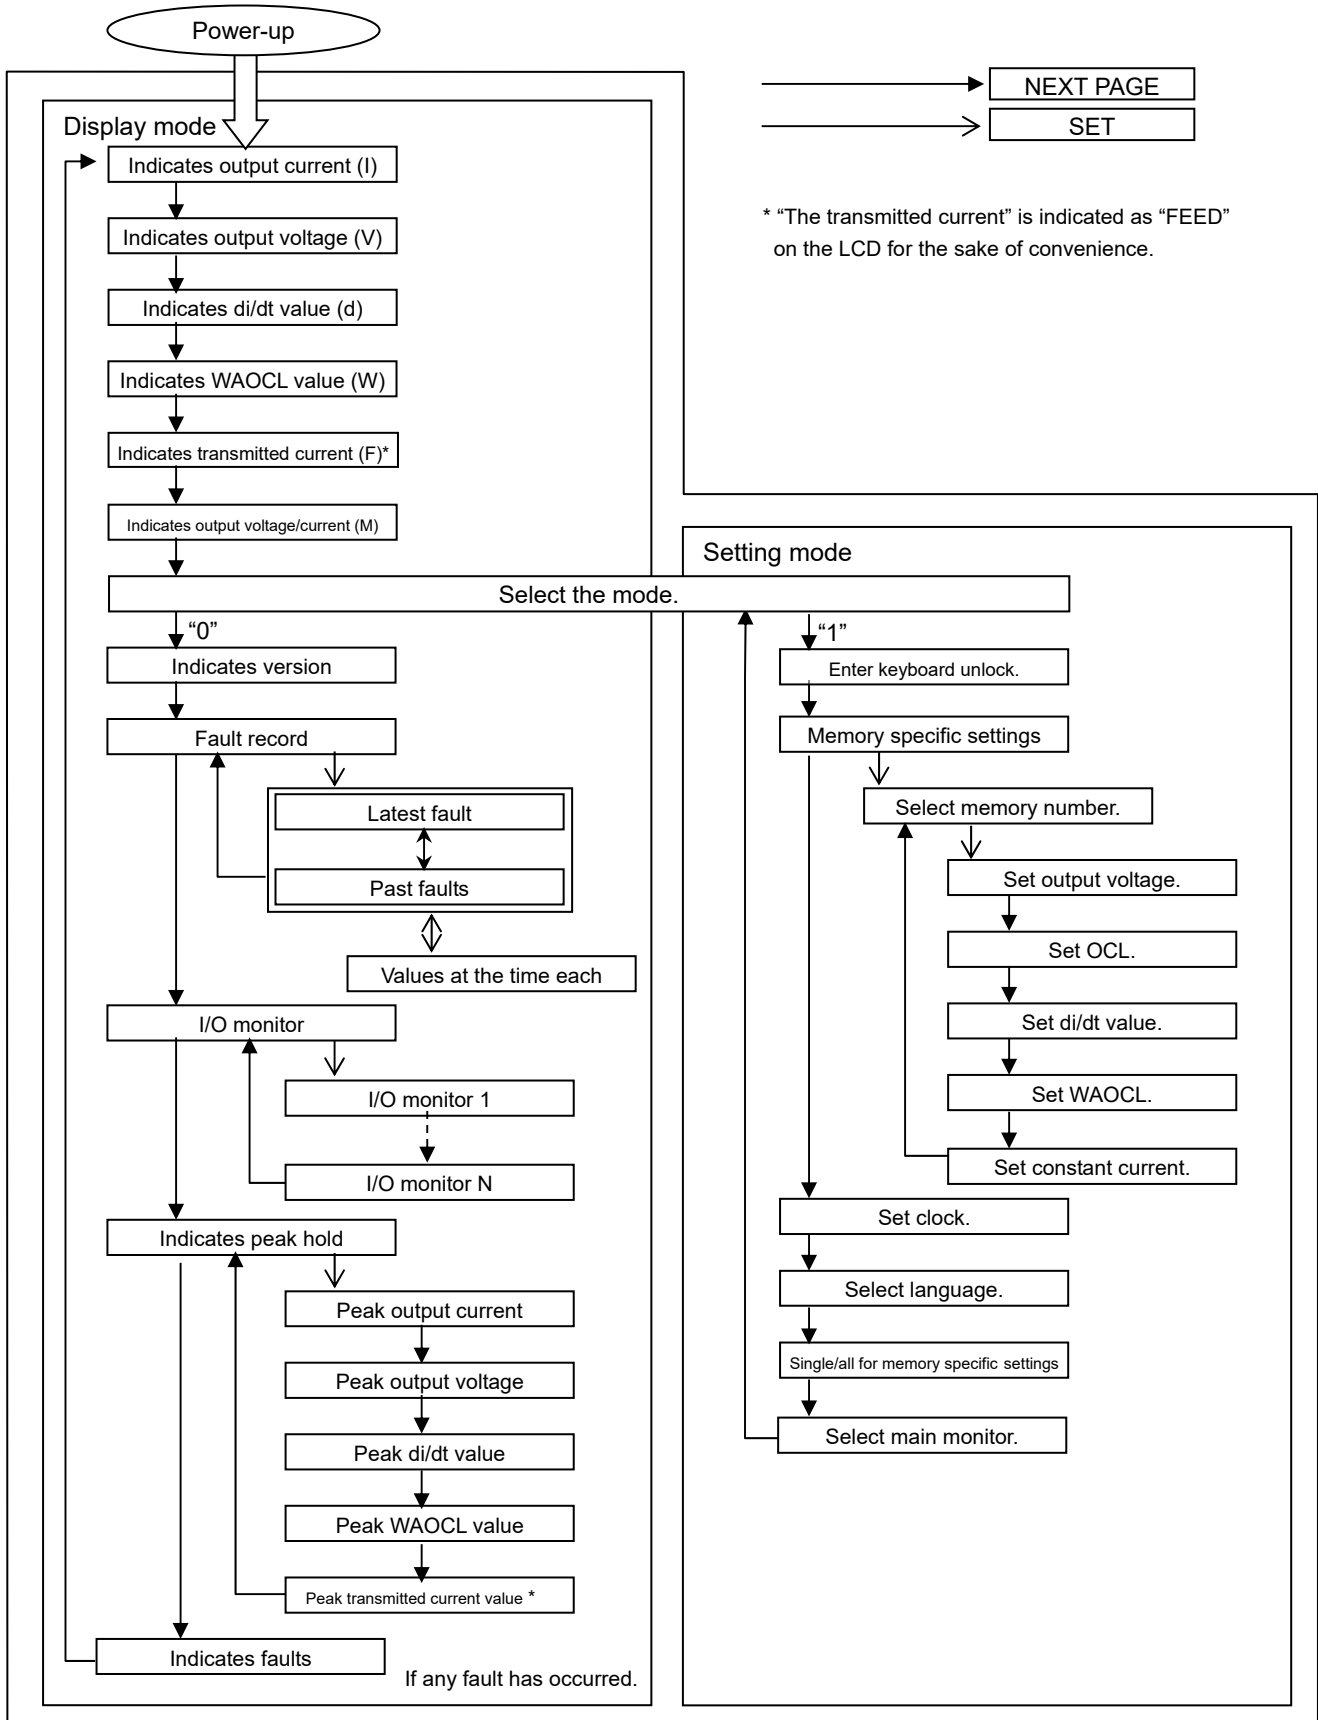 Power-up
NEXT PAGE
SET
* “The transmitted current” is indicated as “FEED”
on the LCD for the sake of convenience.
Display mode
Indicates output current (I)
Indicates output voltage (V)
Indicates di/dt value (d)
Indicates WAOCL value (W)
Indicates transmitted current (F)*
Indicates output voltage/current (M)
Select the mode.
“0”
Indicates version
Fault record
Latest fault
Past faults
Values at the time each
I/O monitor
I/O monitor 1
I/O monitor N
Indicates peak hold
Peak output current
Peak output voltage
Peak di/dt value
Peak WAOCL value
Peak transmitted current value *
Indicates faults
If any fault has occurred.
Setting mode
“1”
Enter keyboard unlock.
Memory specific settings
Select memory number.
Set output voltage.
Set OCL.
Set di/dt value.
Set WAOCL.
Set constant current.
Set clock.
Select language.
Single/all for memory specific settings
Select main monitor.